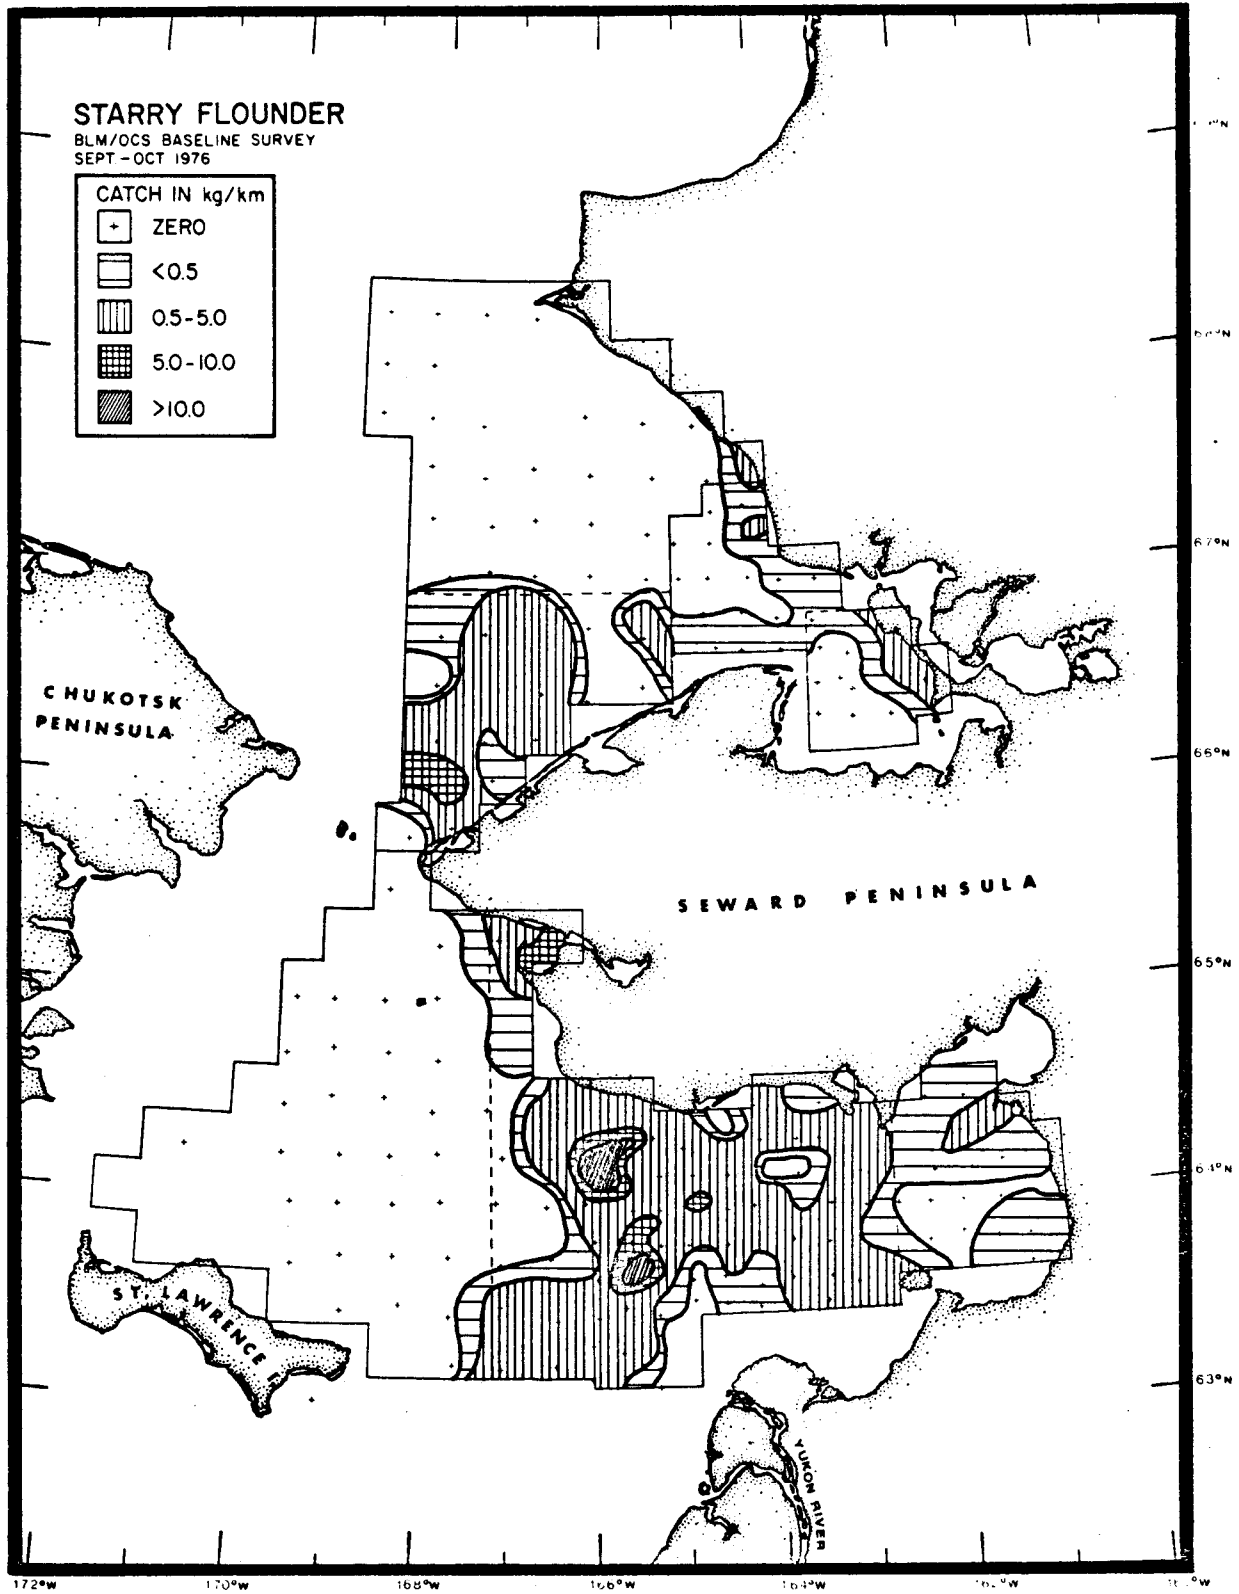 STARRY FLOUNDER
BLM/OCS BASELINE SURVEY
SEPT.-OCT 1976
CATCH IN kg/km
ZERO
<0.5
0.5-5.0
5.0-10.0
>10.0
67°N
CHUKOTSK
PENINSULA
66°N
SEWARD PENINSULA
65°N
64°N
ST. LAWRENCE I.
63°N
YUKON RIVER
172°W 170°W 168°W 166°W 164°W